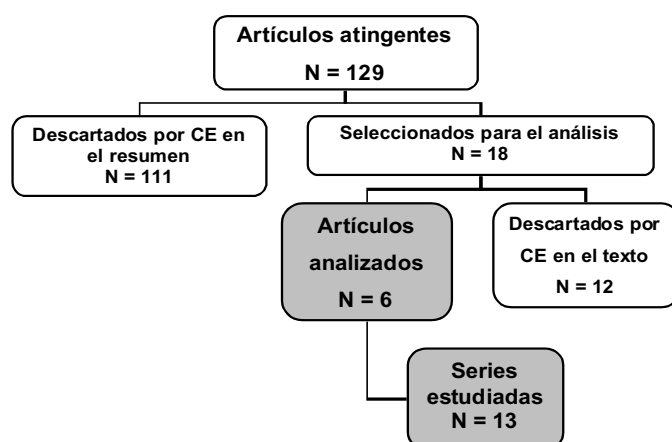 Artículos atingentes
N = 129
Descartados por CE en
el resumen
N = 111
Seleccionados para el análisis
N = 18
Artículos
analizados
N = 6
Descartados por
CE en el texto
N = 12
Series
estudiadas
N = 13